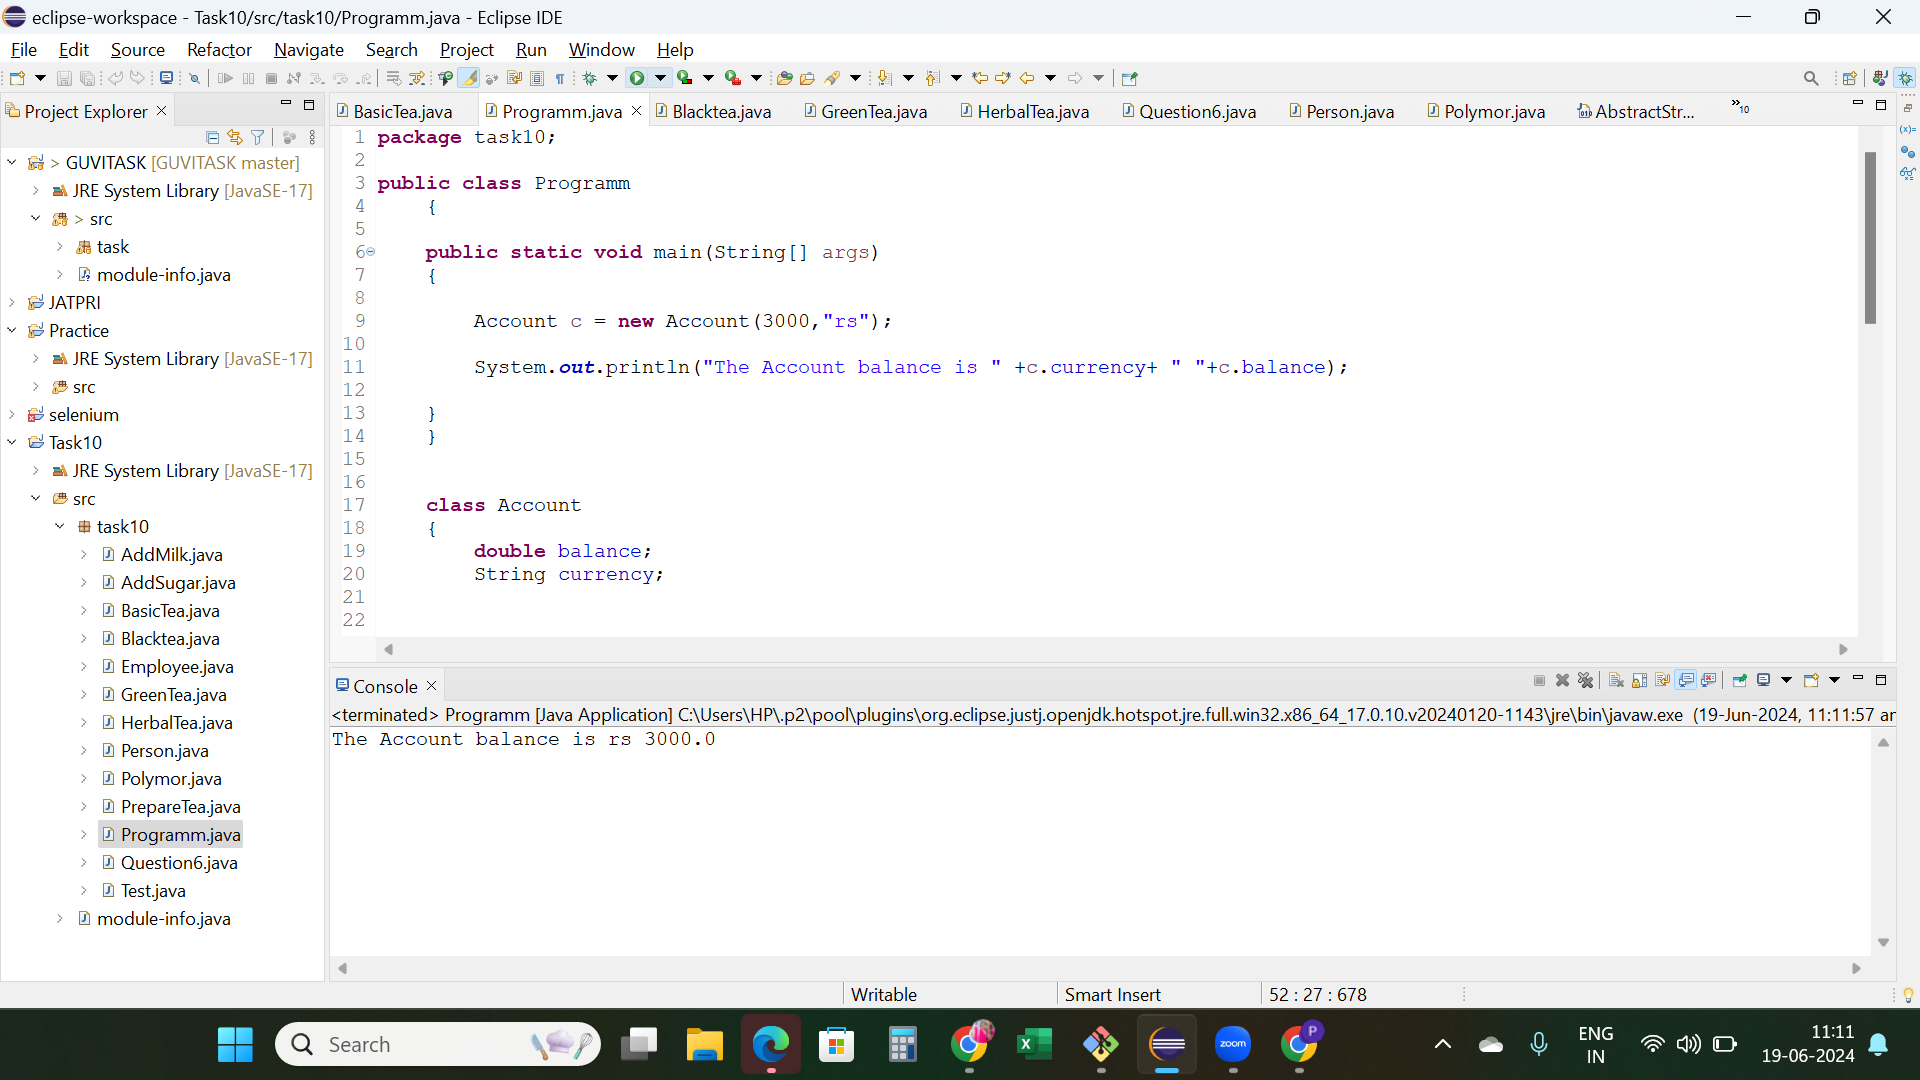 eclipse-workspace - Task10/src/task10/Programm.java - Eclipse IDE
File Edit Source Refactor Navigate Search Project Run Window Help
Project Explorer
BasicTea.java Programm.java Blacktea.java GreenTea.java HerbalTea.java Question6.java Person.java Polymor.java AbstractStr... »10
GUVITASK [GUVITASK master]
JRE System Library [JavaSE-17]
src
task
module-info.java
JATPRI
Practice
JRE System Library [JavaSE-17]
src
selenium
Task10
JRE System Library [JavaSE-17]
src
task10
AddMilk.java
AddSugar.java
BasicTea.java
Blacktea.java
Employee.java
GreenTea.java
HerbalTea.java
Person.java
Polymor.java
PrepareTea.java
Programm.java
Question6.java
Test.java
module-info.java
1 package task10;
2
3 public class Programm
4 {
5
6 public static void main(String[] args)
7 {
8
9 Account c = new Account(3000,"rs");
10
11 System.out.println("The Account balance is " +c.currency+ " "+c.balance);
12
13 }
14 }
15
16
17 class Account
18 {
19 double balance;
20 String currency;
21
22
Console
<terminated> Programm [Java Application] C:\Users\HP\.p2\pool\plugins\org.eclipse.justj.openjdk.hotspot.jre.full.win32.x86_64_17.0.10.v20240120-1143\jre\bin\javaw.exe (19-Jun-2024, 11:11:57 an
The Account balance is rs 3000.0
Writable Smart Insert 52 : 27 : 678
Search
zoom
P
ENG
IN
11:11
19-06-2024